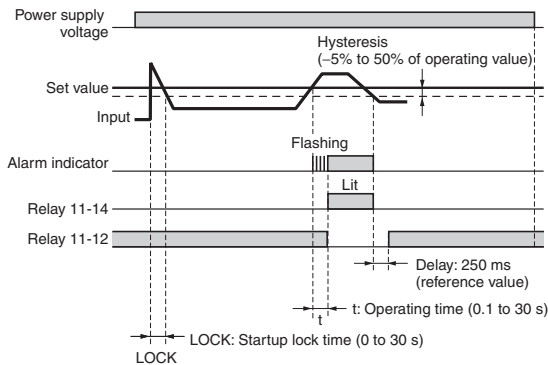 Power supply
voltage
Hysteresis
(−5% to 50% of operating value)
Set value
Input
Flashing
Alarm indicator
Lit
Relay 11-14
Relay 11-12
Delay: 250 ms
(reference value)
t: Operating time (0.1 to 30 s)
t
LOCK: Startup lock time (0 to 30 s)
LOCK